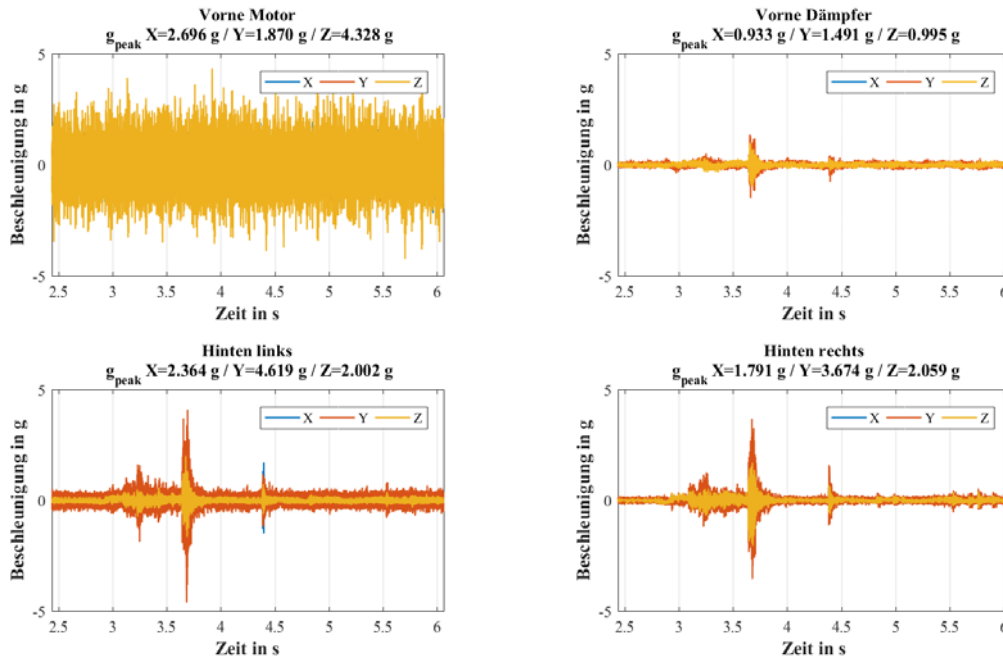 Vorne Motor
g_peak X=2.696 g / Y=1.870 g / Z=4.328 g
5
X Y Z
0
-5
Beschleunigung in g
2.5 3 3.5 4 4.5 5 5.5 6
Zeit in s
Vorne Dämpfer
g_peak X=0.933 g / Y=1.491 g / Z=0.995 g
5
X Y Z
0
-5
Beschleunigung in g
2.5 3 3.5 4 4.5 5 5.5 6
Zeit in s
Hinten links
g_peak X=2.364 g / Y=4.619 g / Z=2.002 g
5
X Y Z
0
-5
Beschleunigung in g
2.5 3 3.5 4 4.5 5 5.5 6
Zeit in s
Hinten rechts
g_peak X=1.791 g / Y=3.674 g / Z=2.059 g
5
X Y Z
0
-5
Beschleunigung in g
2.5 3 3.5 4 4.5 5 5.5 6
Zeit in s